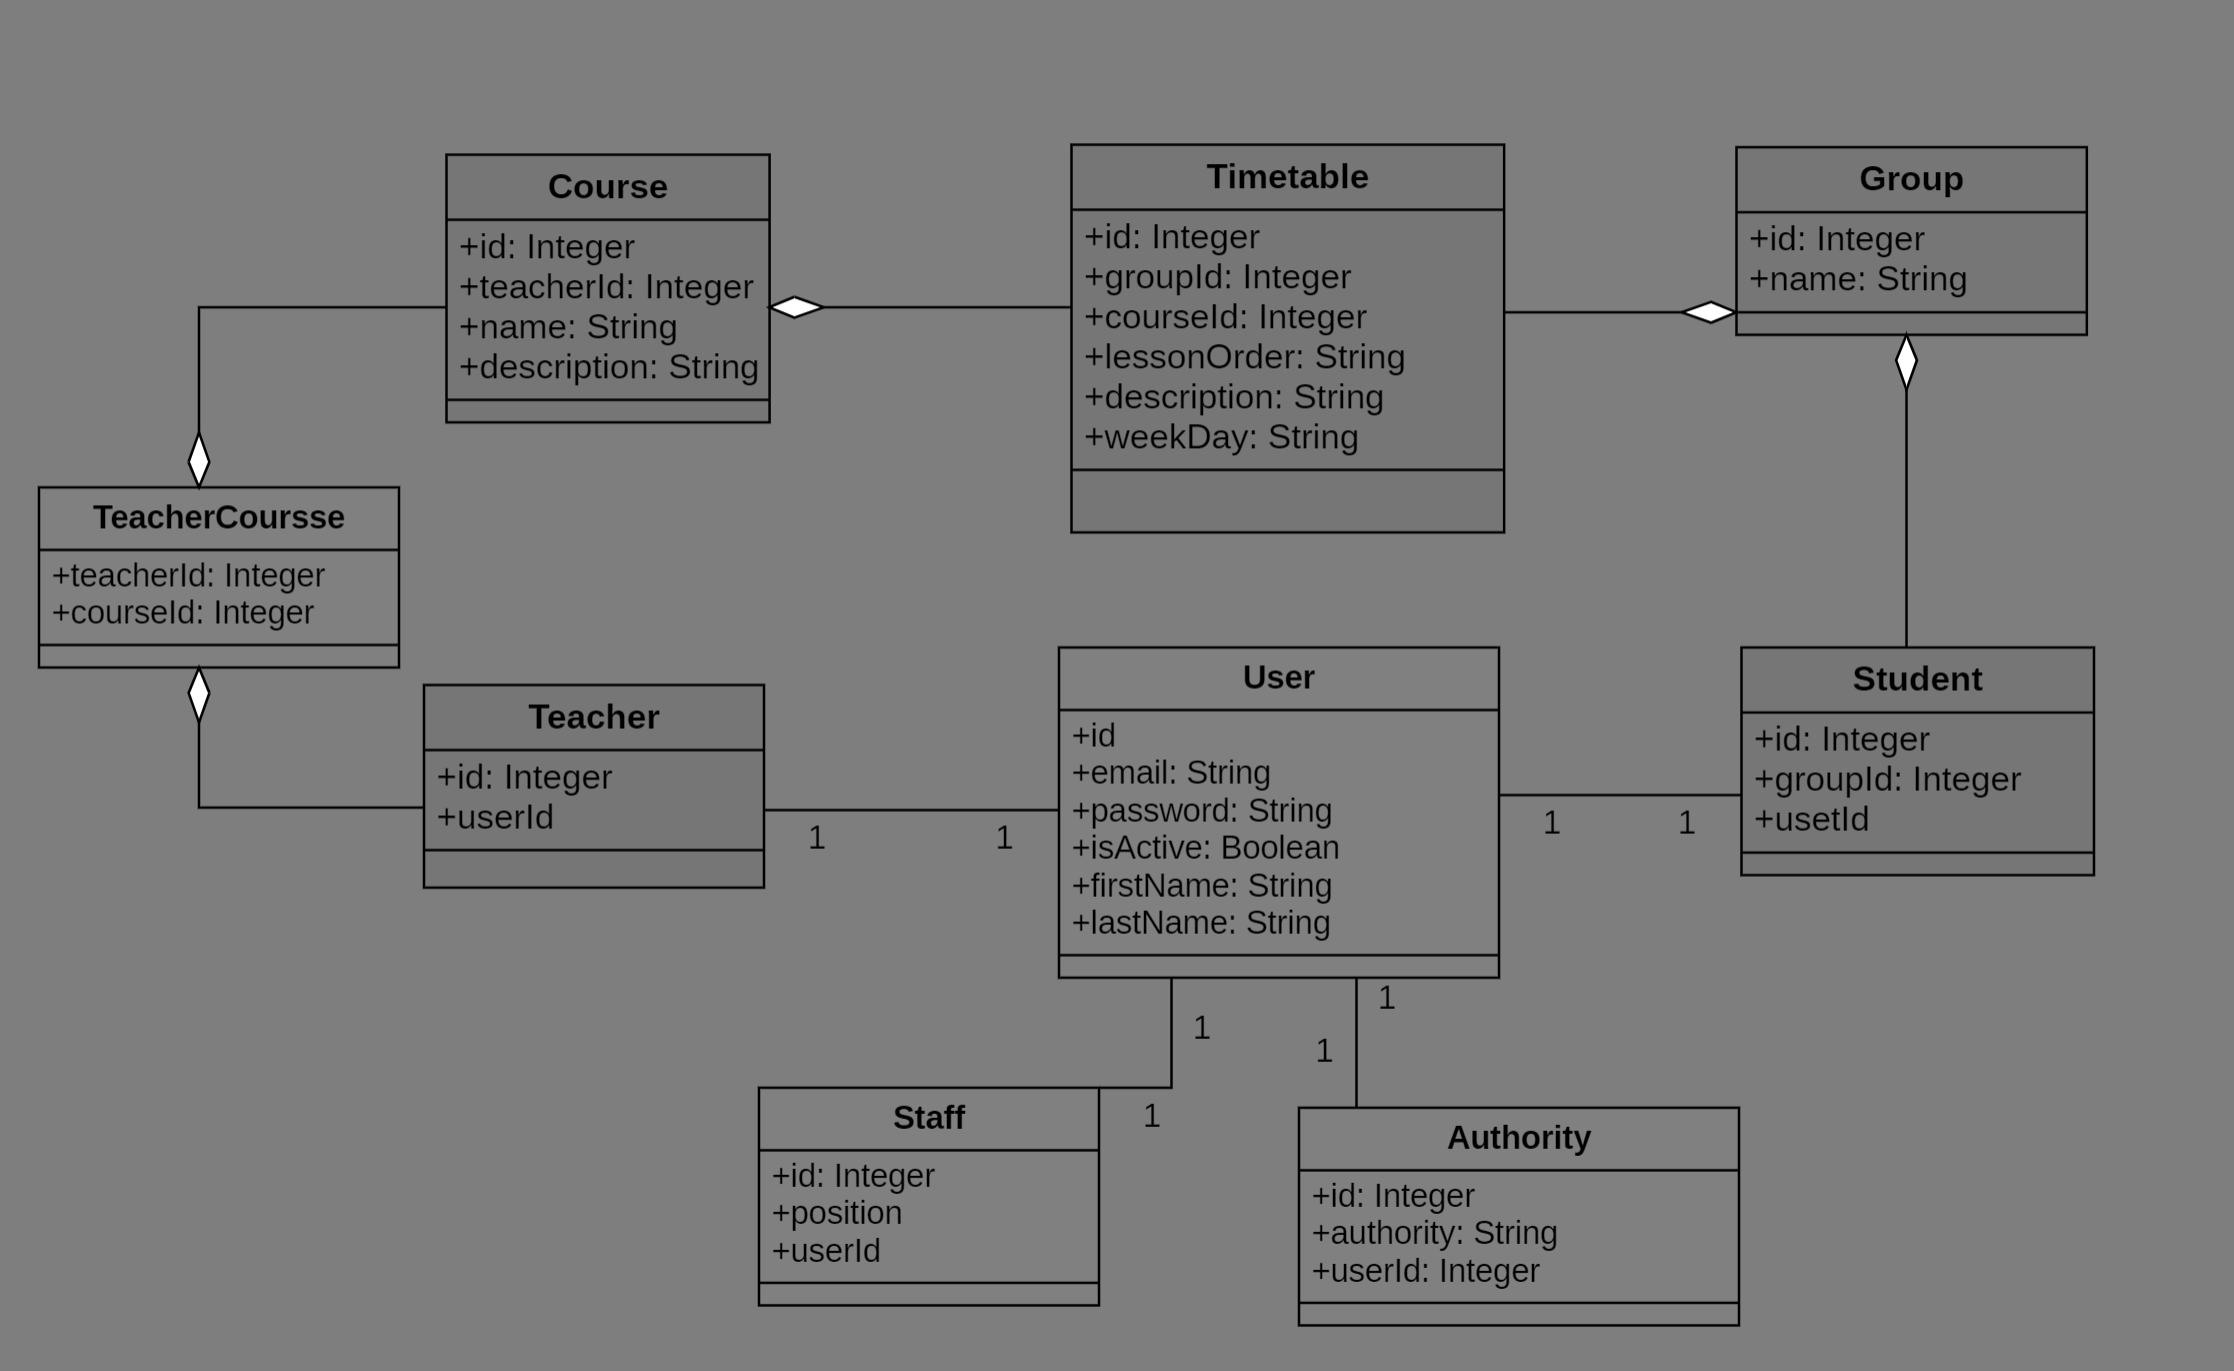 Course
+id: Integer
+teacherId: Integer
+name: String
+description: String
Timetable
+id: Integer
+groupId: Integer
+courseId: Integer
+lessonOrder: String
+description: String
+weekDay: String
Group
+id: Integer
+name: String
TeacherCoursse
+teacherId: Integer
+courseId: Integer
Teacher
+id: Integer
+userId
1
1
User
+id
+email: String
+password: String
+isActive: Boolean
+firstName: String
+lastName: String
1
1
Student
+id: Integer
+groupId: Integer
+usetId
1
1
1
1
Staff
+id: Integer
+position
+userId
Authority
+id: Integer
+authority: String
+userId: Integer